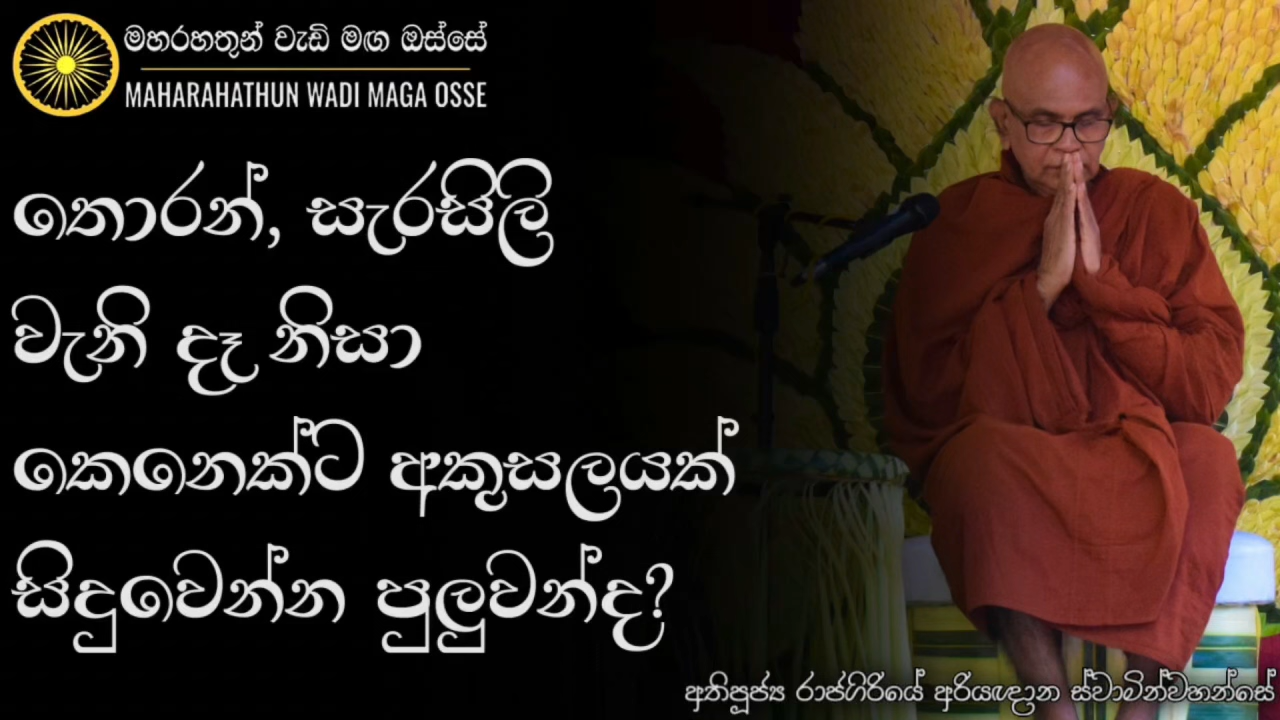 මහරහතුන් වැඩි මඟ ඔස්සේ
MAHARAHATHUN WADI MAGA OSSE
තොරන්, සැරසිලි
වැනි දෑ නිසා
කෙනෙක්ට අකුසලයක්
සිදුවෙන්න පුලුවන්ද?
අතිපූජ්‍ය රාජගිරියේ අරියඥාන ස්වාමින්වහන්සේ